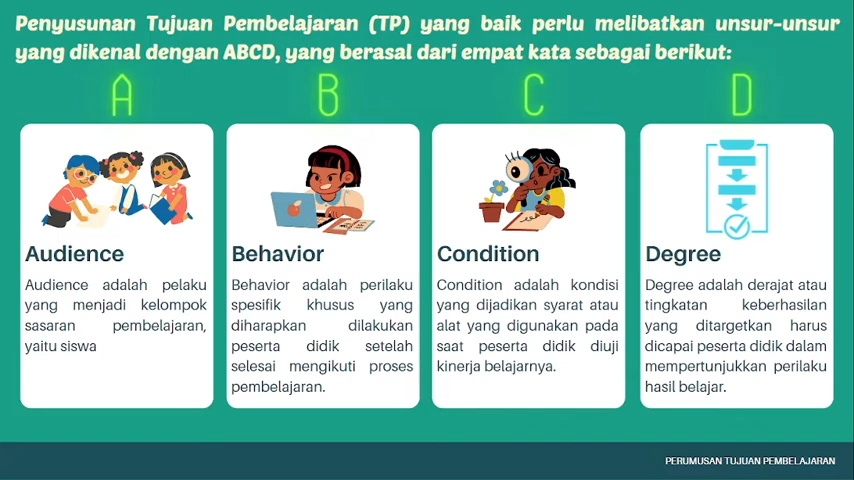 Penyusunan Tujuan Pembelajaran (TP) yang baik perlu melibatkan unsur-unsur
yang dikenal dengan ABCD, yang berasal dari empat kata sebagai berikut:
A
B
C
D
Audience
Audience adalah pelaku
yang menjadi kelompok
sasaran pembelajaran,
yaitu siswa
Behavior
Behavior adalah perilaku
spesifik khusus yang
diharapkan dilakukan
peserta didik setelah
selesai mengikuti proses
pembelajaran.
Condition
Condition adalah kondisi
yang dijadikan syarat atau
alat yang digunakan pada
saat peserta didik diuji
kinerja belajarnya.
Degree
Degree adalah derajat atau
tingkatan keberhasilan
yang ditargetkan harus
dicapai peserta didik dalam
mempertunjukkan perilaku
hasil belajar.
PERUMUSAN TUJUAN PEMBELAJARAN